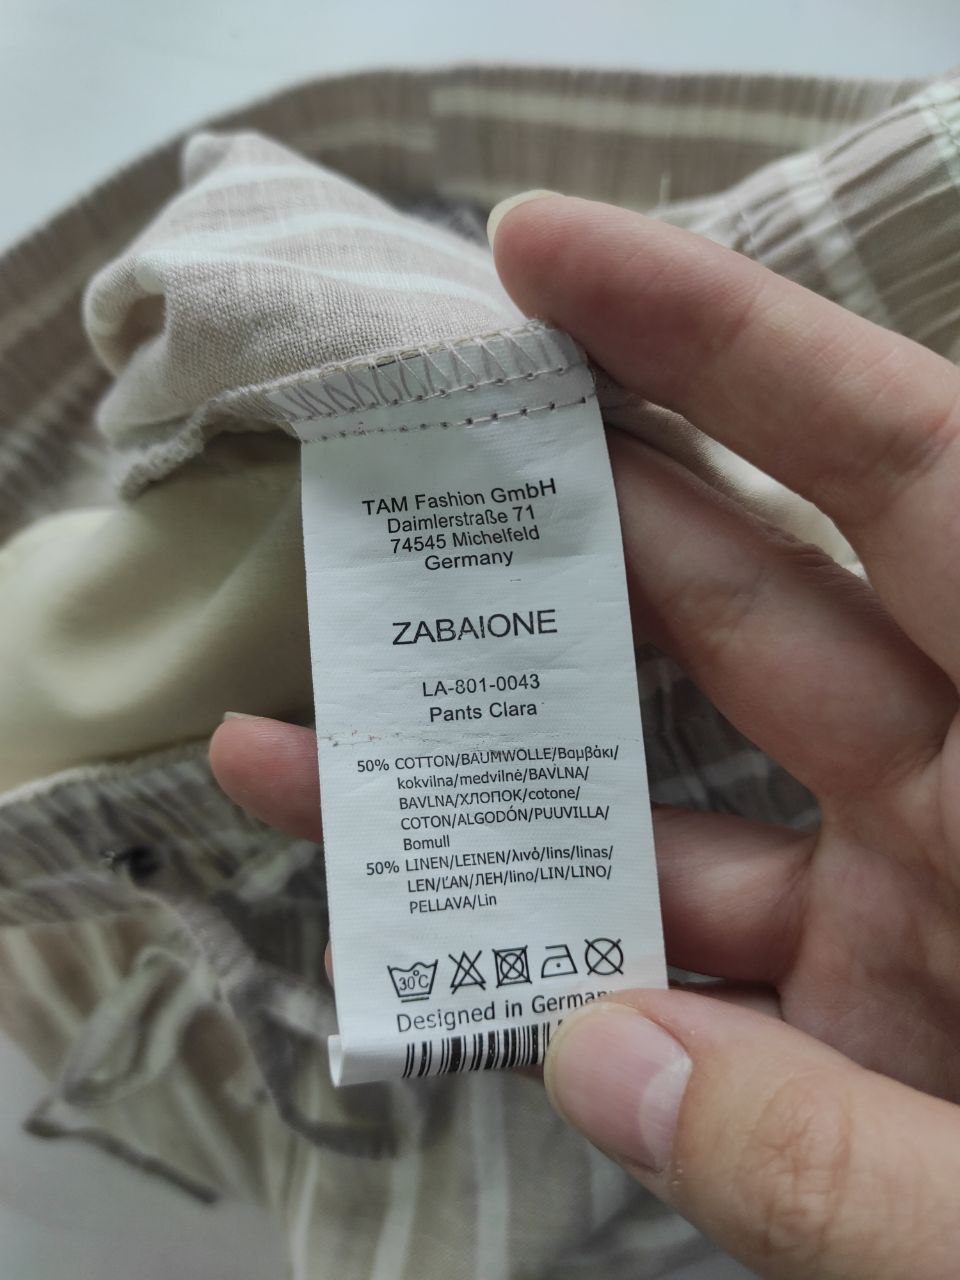 TAM Fashion GmbH
Daimlerstraße 71
74545 Michelfeld
Germany
ZABAIONE
LA-801-0043
Pants Clara
50% COTTON/BAUMWOLLE/Βαμβάκι/
kokvilna/medvilnė/BAVLNA/
BAVLNA/ХЛОПОК/cotone/
COTON/ALGODÓN/PUUVILLA/
Bomull
50% LINEN/LEINEN/λινό/lins/linas/
LEN/ĽAN/ЛЕН/lino/LIN/LINO/
PELLAVA/Lin
30°C
Designed in Germany